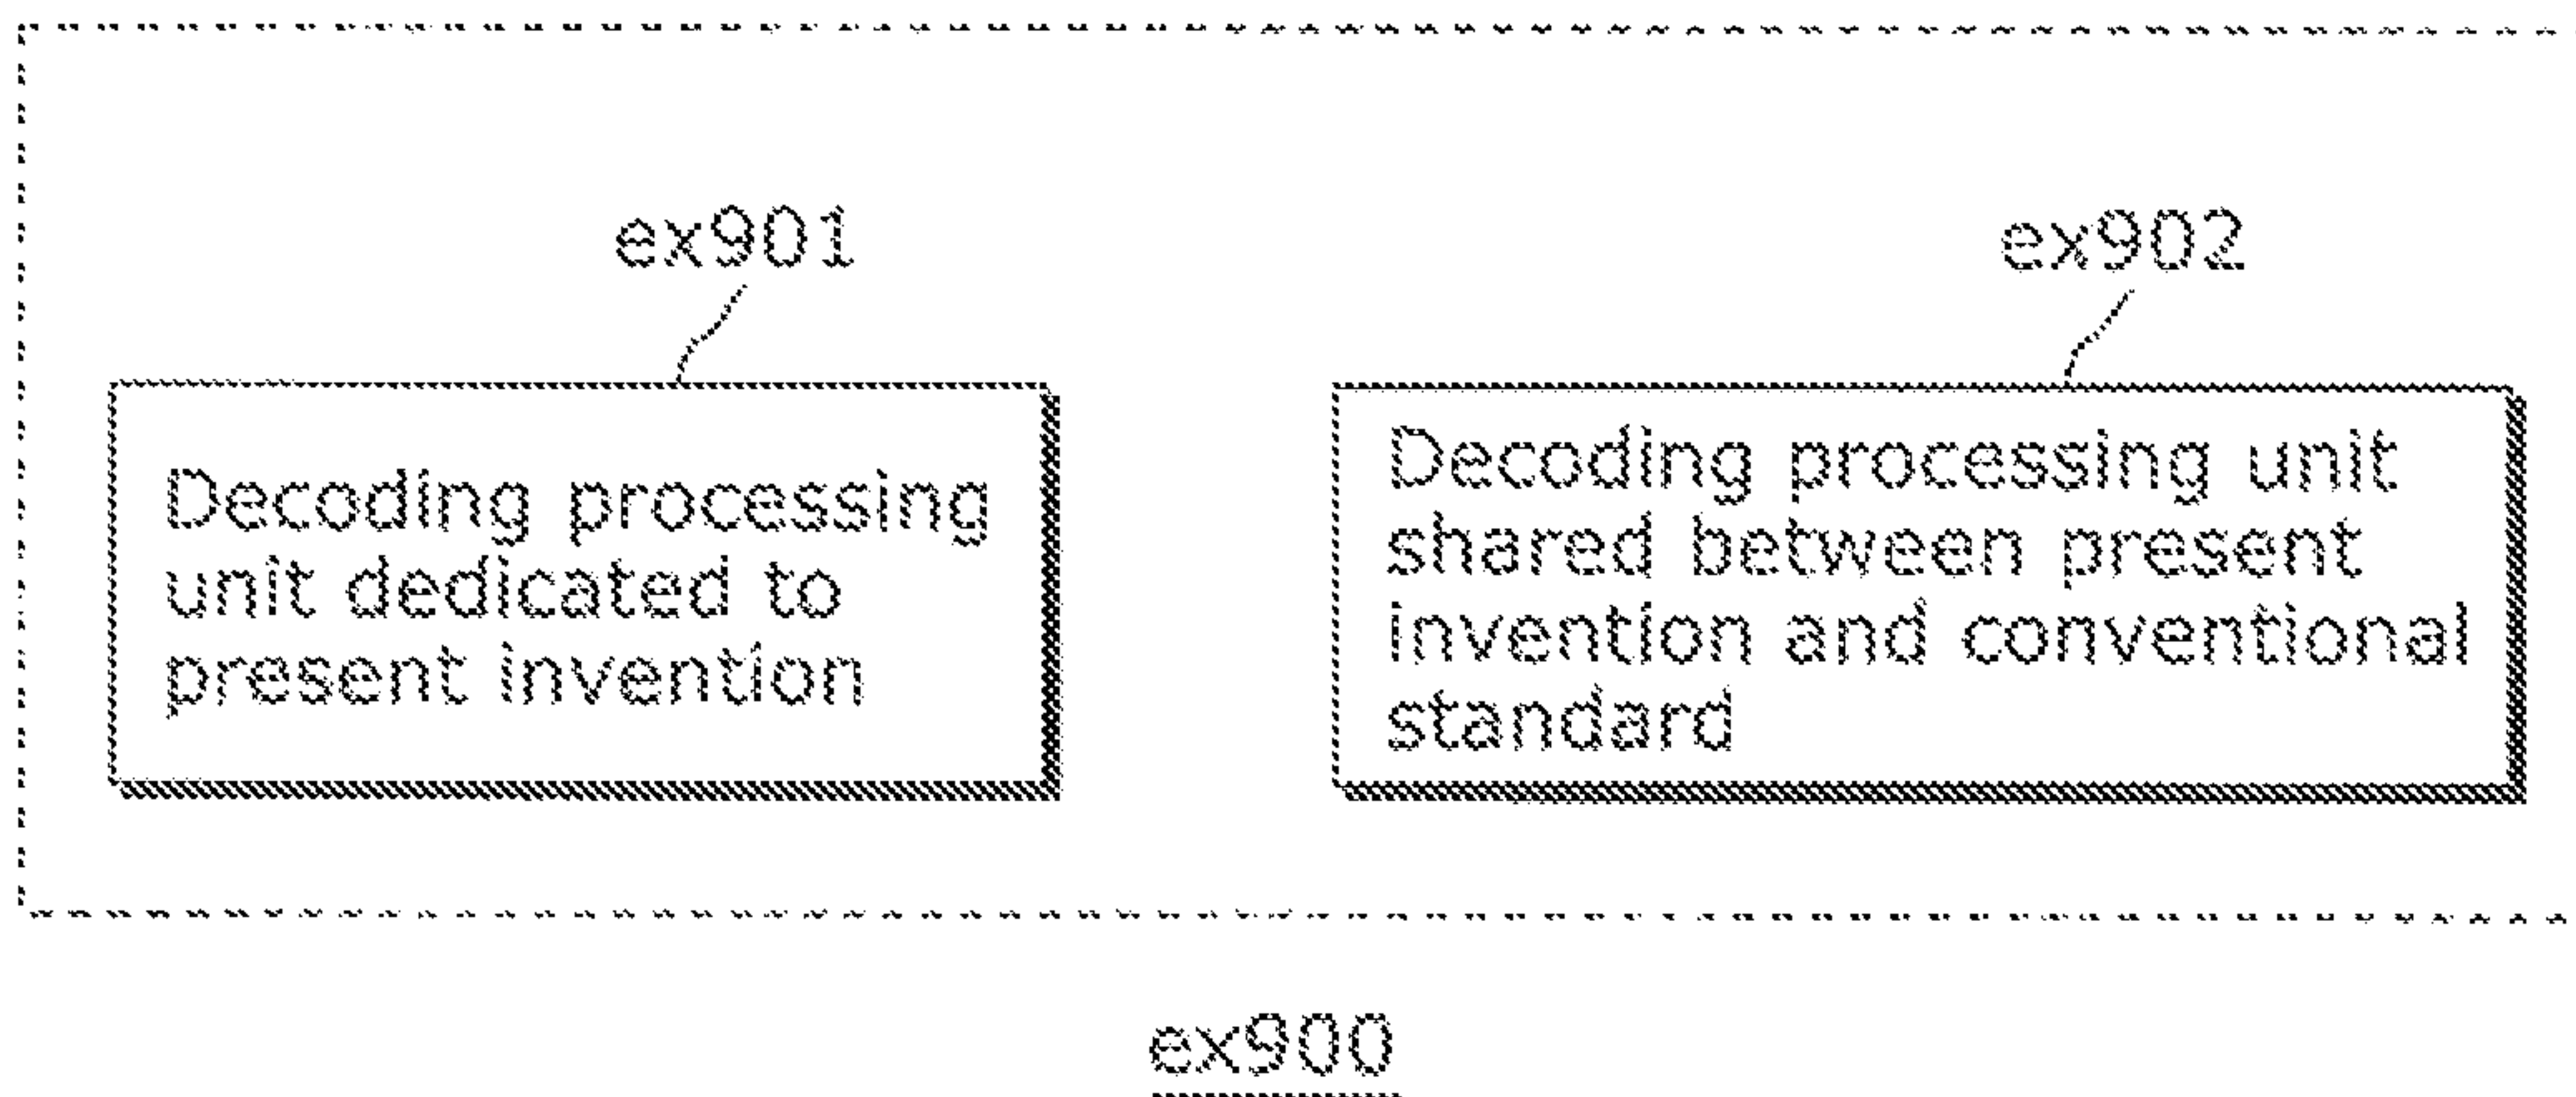 ex901
ex902
Decoding processing
unit dedicated to
present invention
Decoding processing unit
shared between present
invention and conventional
standard
ex900